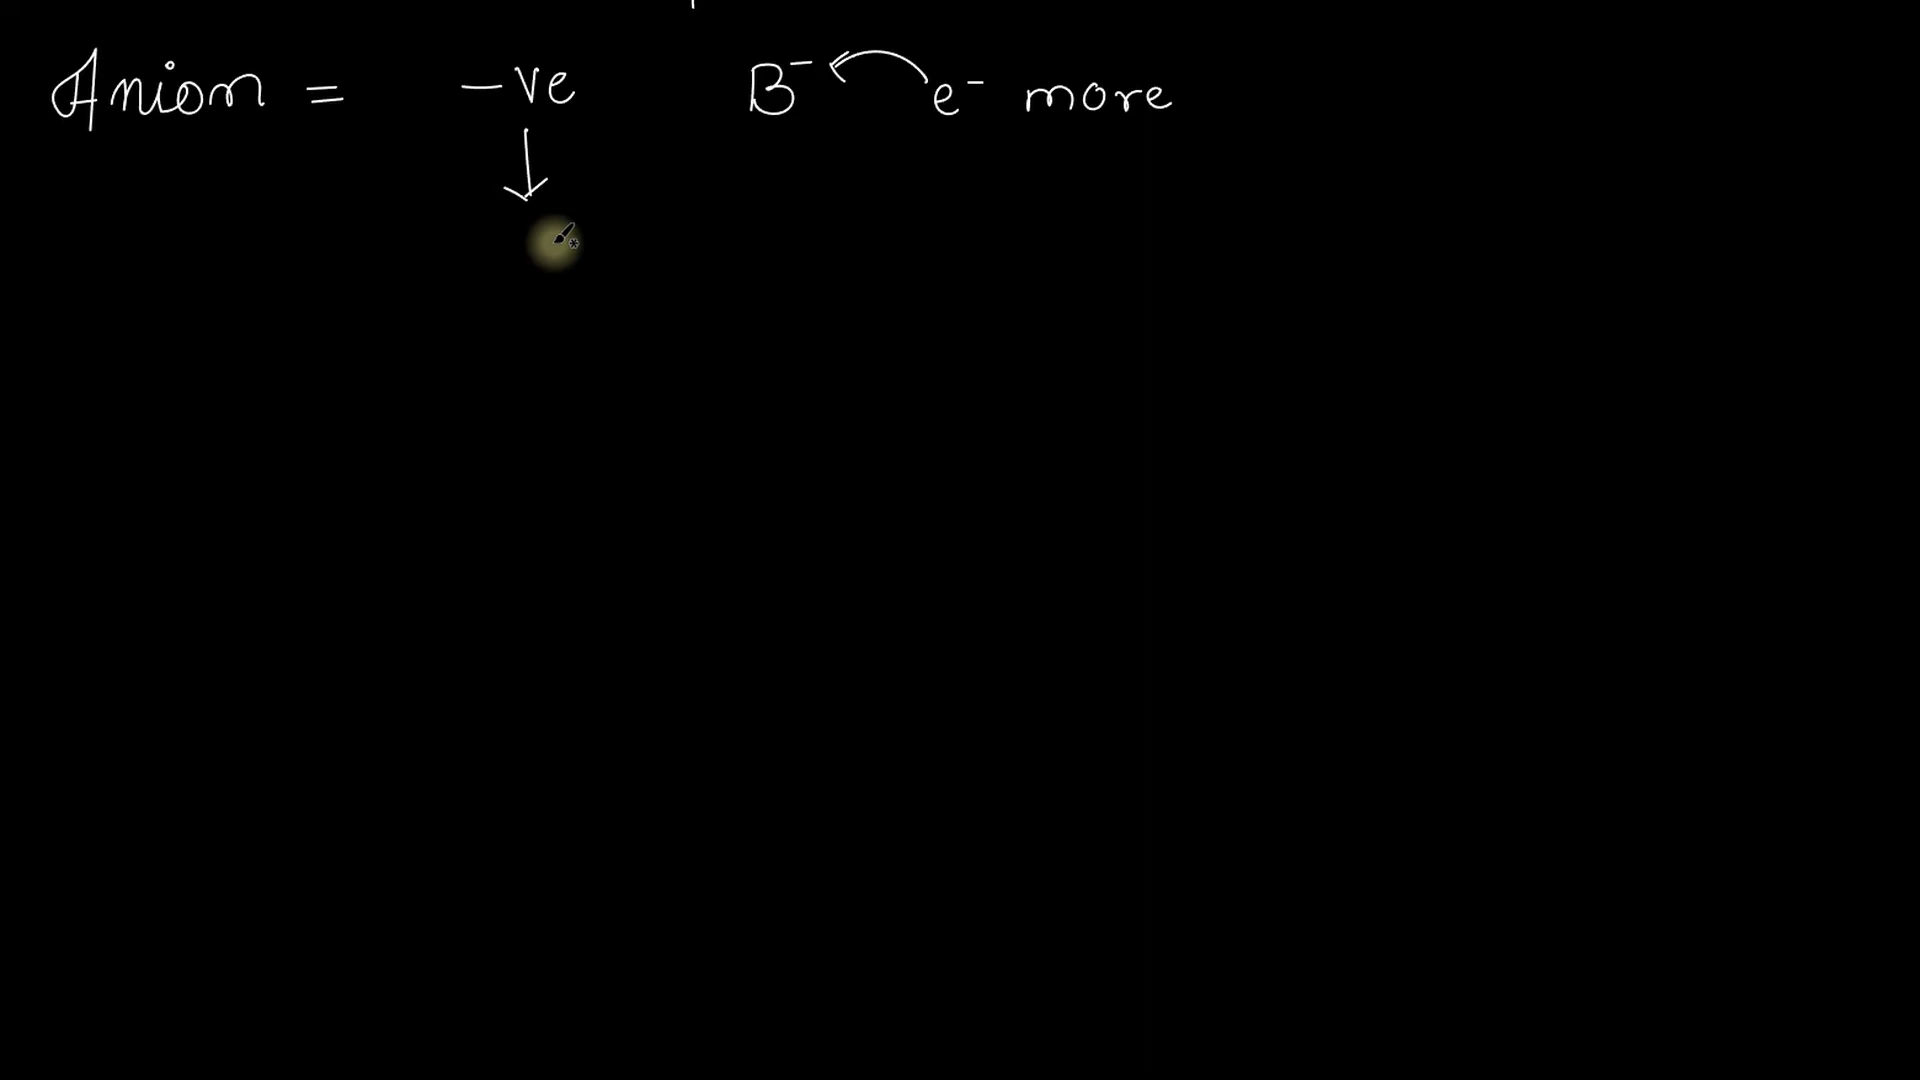 Anion = -ve B⁻ e⁻ more